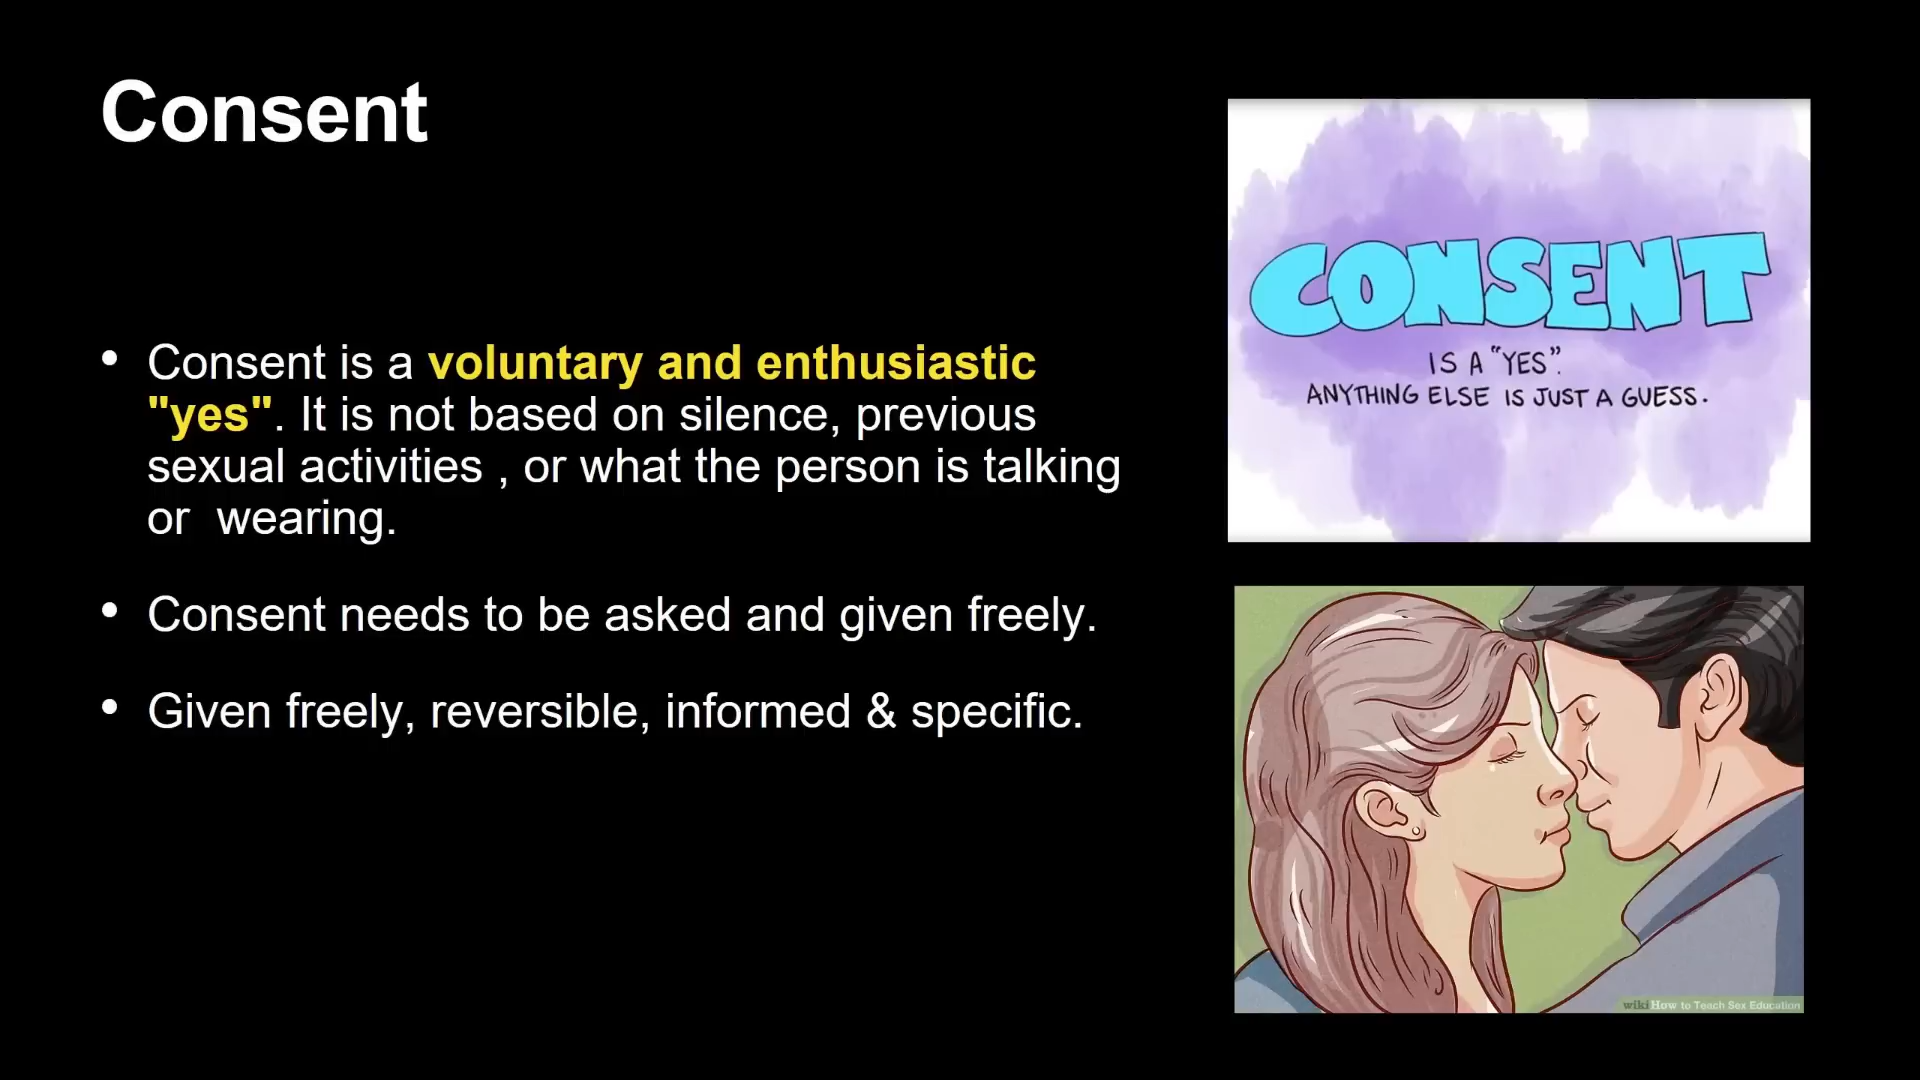 Consent
• Consent is a voluntary and enthusiastic
"yes". It is not based on silence, previous
sexual activities , or what the person is talking
or  wearing.
• Consent needs to be asked and given freely.
• Given freely, reversible, informed & specific.
CONSENT
IS A "YES".
ANYTHING ELSE IS JUST A GUESS.
wikiHow to Teach Sex Education